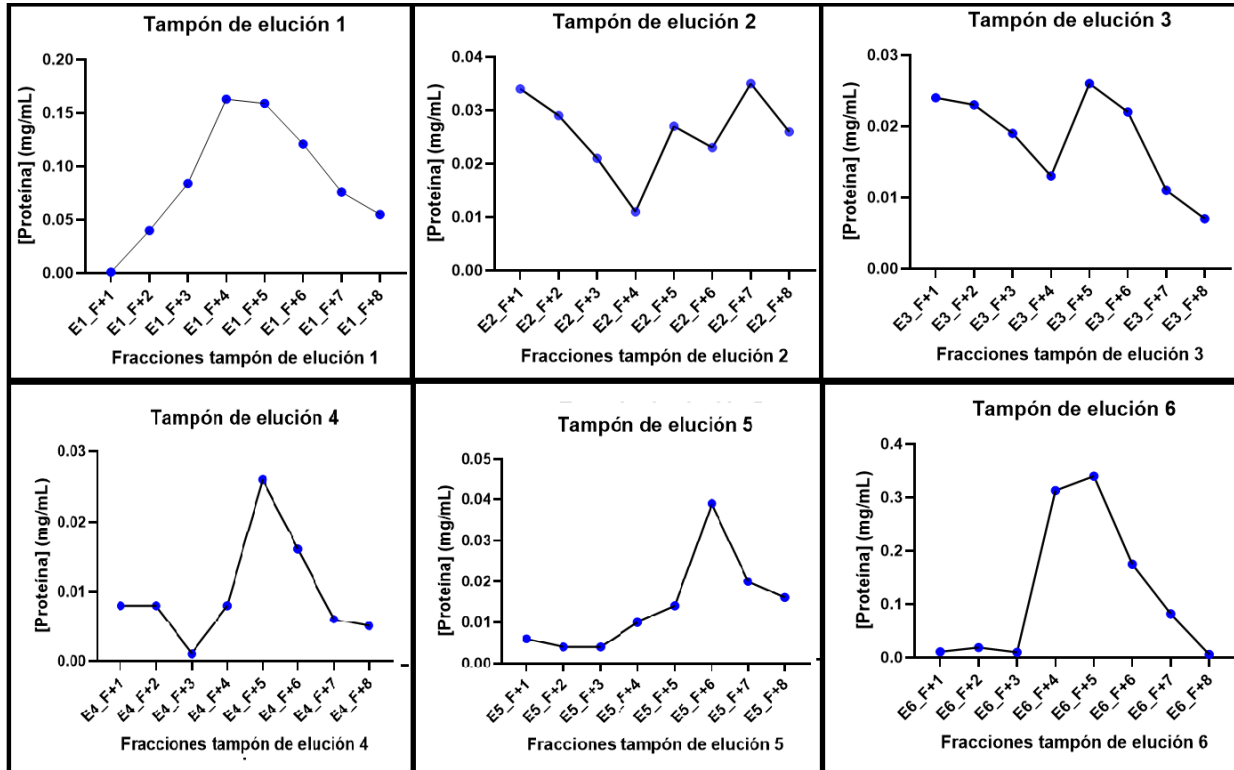 Tampón de elución 1
[Proteína] (mg/mL)
0.20
0.15
0.10
0.05
0.00
E1_F+1
E1_F+2
E1_F+3
E1_F+4
E1_F+5
E1_F+6
E1_F+7
E1_F+8
Fracciones tampón de elución 1
Tampón de elución 2
[Proteína] (mg/mL)
0.04
0.03
0.02
0.01
0.00
E2_F+1
E2_F+2
E2_F+3
E2_F+4
E2_F+5
E2_F+6
E2_F+7
E2_F+8
Fracciones tampón de elución 2
Tampón de elución 3
[Proteína] (mg/mL)
0.03
0.02
0.01
0.00
E3_F+1
E3_F+2
E3_F+3
E3_F+4
E3_F+5
E3_F+6
E3_F+7
E3_F+8
Fracciones tampón de elución 3
Tampón de elución 4
[Proteína] (mg/mL)
0.03
0.02
0.01
0.00
E4_F+1
E4_F+2
E4_F+3
E4_F+4
E4_F+5
E4_F+6
E4_F+7
E4_F+8
Fracciones tampón de elución 4
Tampón de elución 5
[Proteína] (mg/mL)
0.05
0.04
0.03
0.02
0.01
0.00
E5_F+1
E5_F+2
E5_F+3
E5_F+4
E5_F+5
E5_F+6
E5_F+7
E5_F+8
Fracciones tampón de elución 5
Tampón de elución 6
[Proteína] (mg/mL)
0.4
0.3
0.2
0.1
0.0
E6_F+1
E6_F+2
E6_F+3
E6_F+4
E6_F+5
E6_F+6
E6_F+7
E6_F+8
Fracciones tampón de elución 6